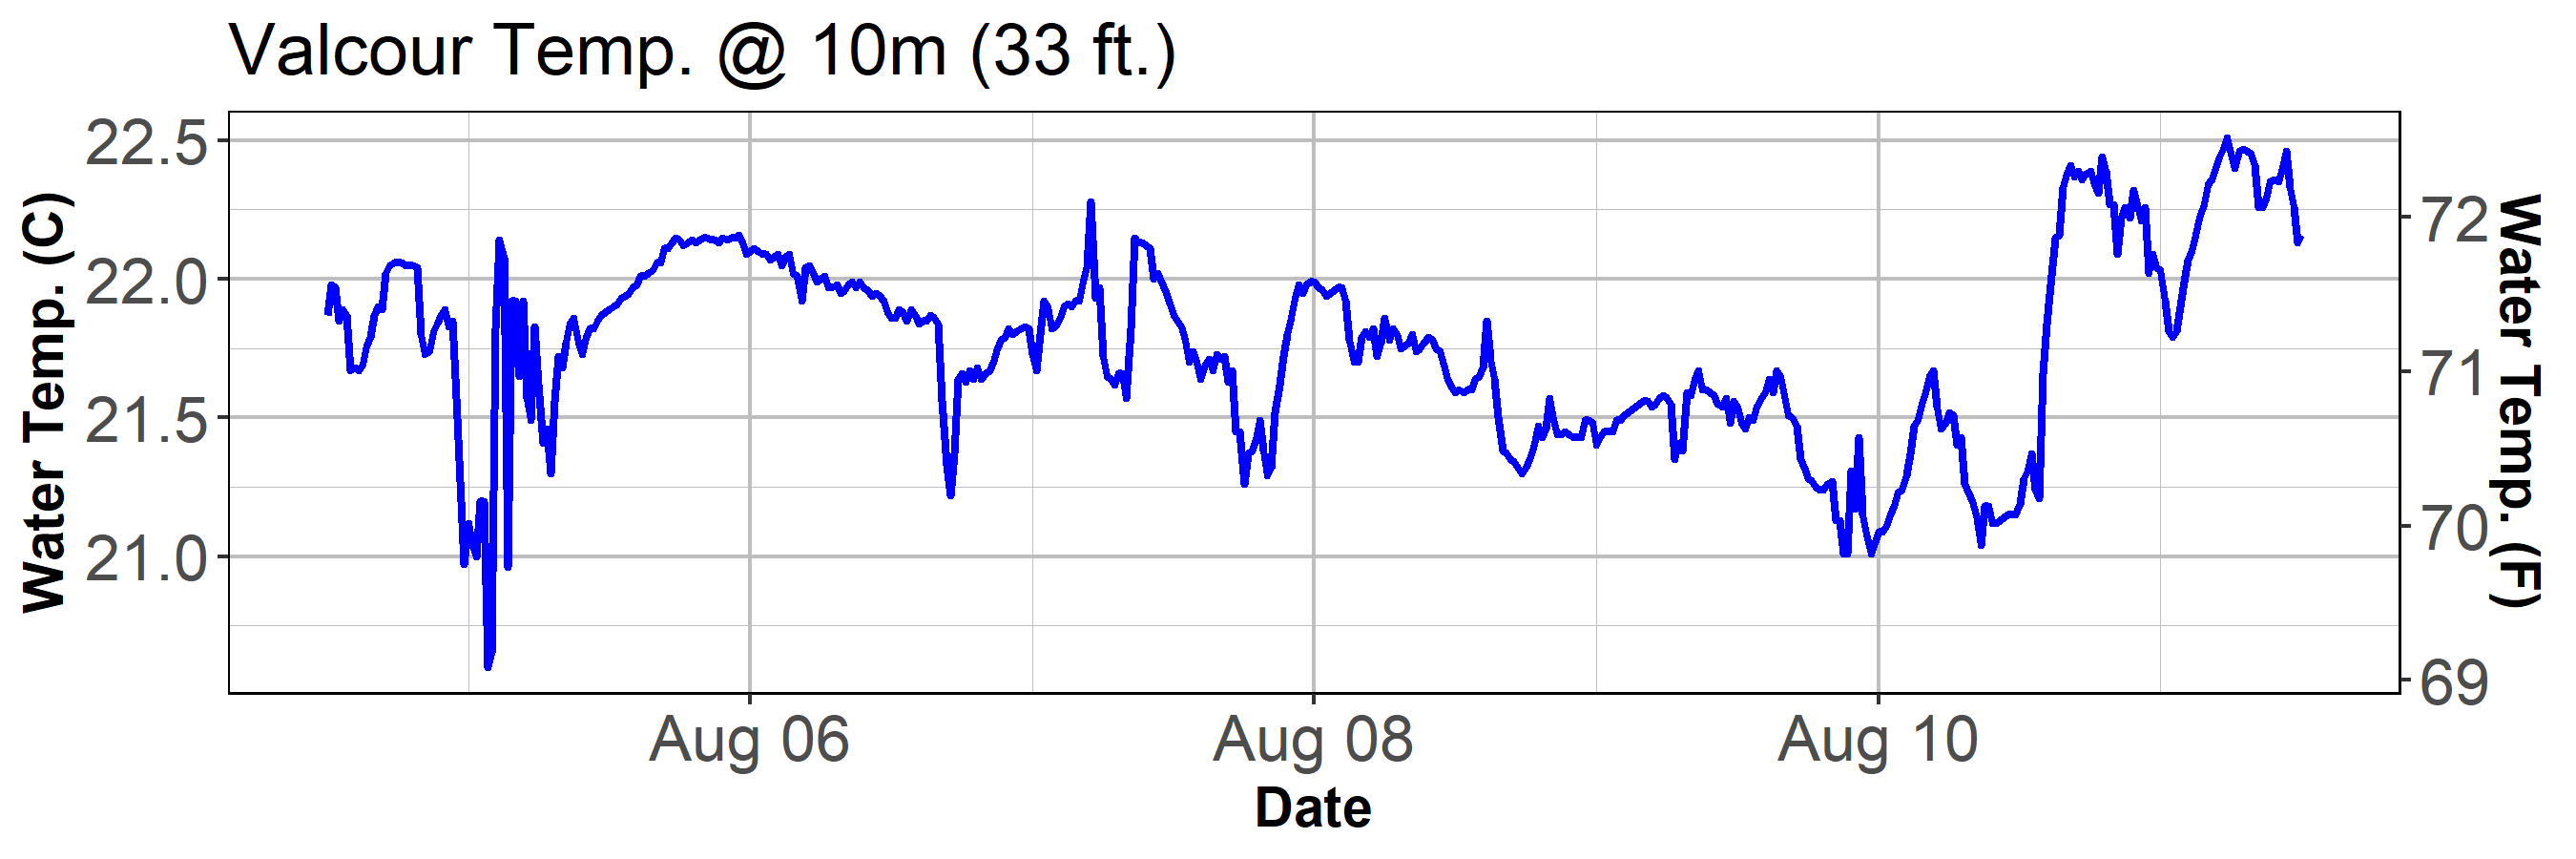 Valcour Temp. @ 10m (33 ft.)
Water Temp. (C)
22.5
22.0
21.5
21.0
72
71
70
69
Water Temp. (F)
Aug 06
Aug 08
Aug 10
Date